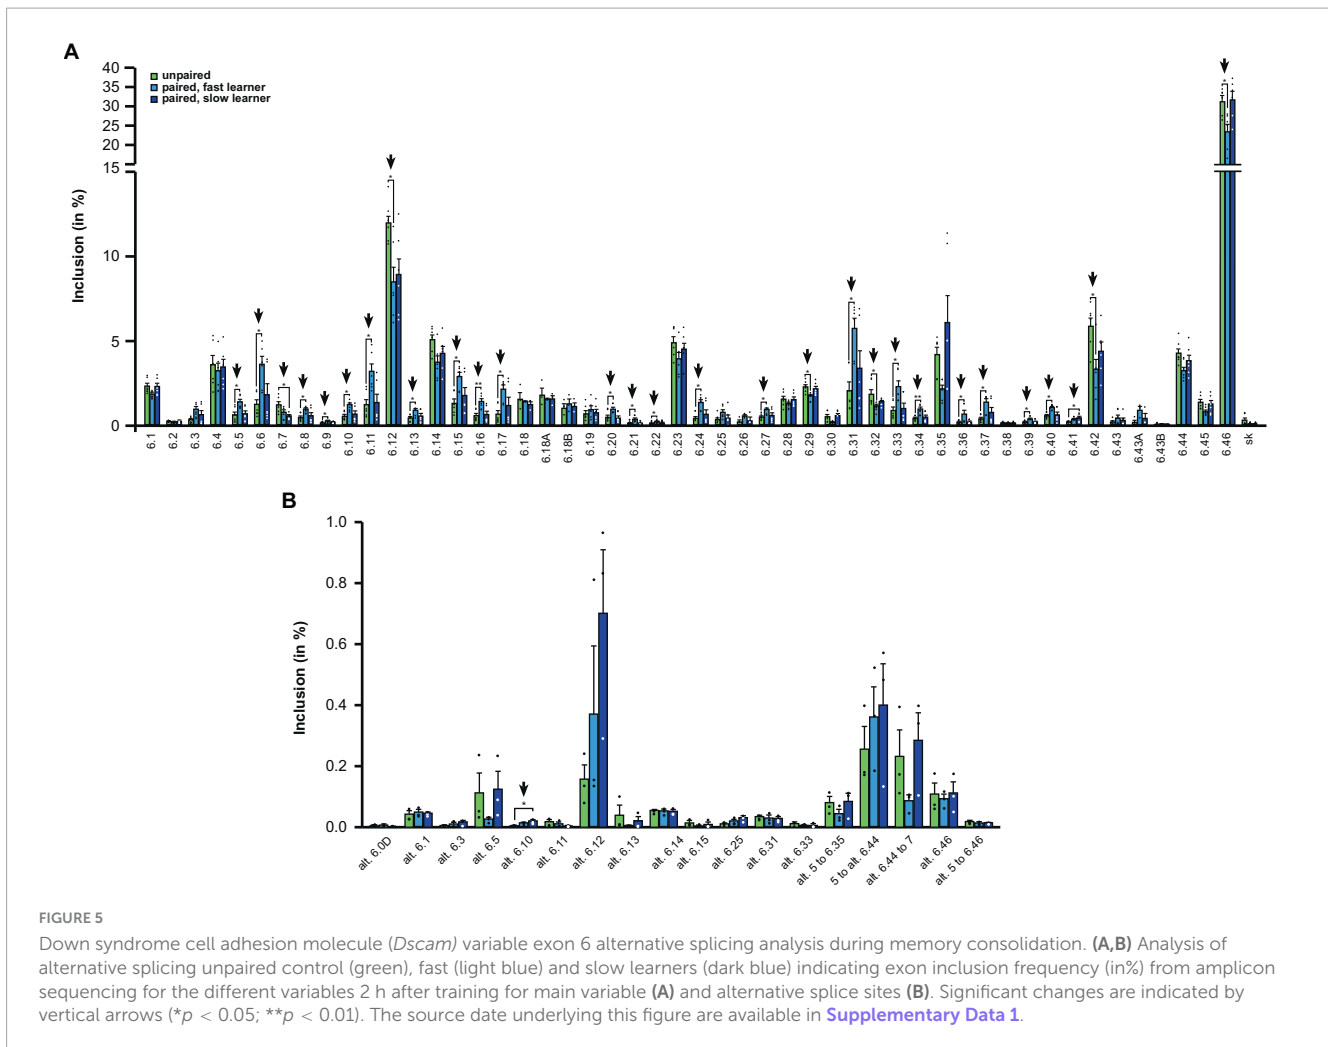 A
40
35
30
25
20
15
10
5
0
Inclusion (in %)
unpaired
paired, fast learner
paired, slow learner
6.1
6.2
6.3
6.4
6.5
6.6
6.7
6.8
6.9
6.10
6.11
6.12
6.13
6.14
6.15
6.16
6.17
6.18
6.18A
6.18B
6.19
6.20
6.21
6.22
6.23
6.24
6.25
6.26
6.27
6.28
6.29
6.30
6.31
6.32
6.33
6.34
6.35
6.36
6.37
6.38
6.39
6.40
6.41
6.42
6.43
6.43A
6.43B
6.44
6.45
6.46
sk
B
1.0
0.8
0.6
0.4
0.2
0.0
Inclusion (in %)
alt. 6.0D
alt. 6.1
alt. 6.3
alt. 6.5
alt. 6.10
alt. 6.11
alt. 6.12
alt. 6.13
alt. 6.14
alt. 6.15
alt. 6.25
alt. 6.31
alt. 6.33
alt. 5 to 6.35
5 to alt. 6.44
alt. 6.44 to 7
alt. 6.46
alt. 5 to 6.46
FIGURE 5
Down syndrome cell adhesion molecule (Dscam) variable exon 6 alternative splicing analysis during memory consolidation. (A,B) Analysis of
alternative splicing unpaired control (green), fast (light blue) and slow learners (dark blue) indicating exon inclusion frequency (in%) from amplicon
sequencing for the different variables 2 h after training for main variable (A) and alternative splice sites (B). Significant changes are indicated by
vertical arrows (*p < 0.05; **p < 0.01). The source date underlying this figure are available in Supplementary Data 1.